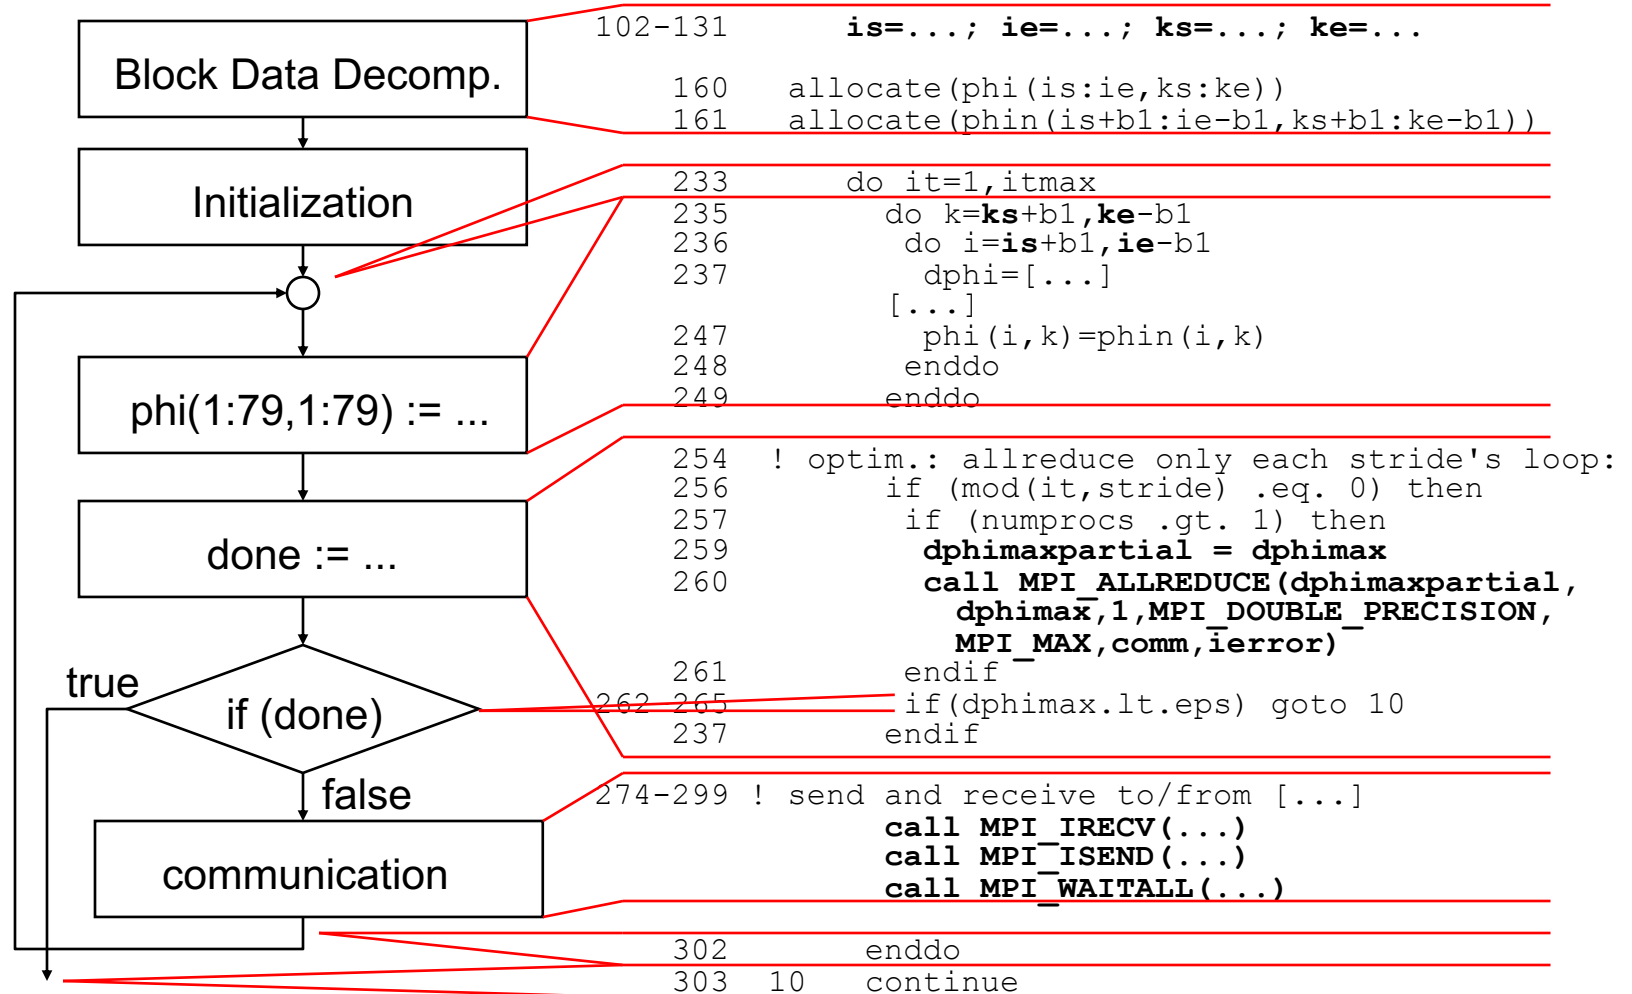 Block Data Decomp.
Initialization
phi(1:79,1:79) := ...
done := ...
true
if (done)
false
communication
102-131 is=...; ie=...; ks=...; ke=...
160 allocate(phi(is:ie,ks:ke))
161 allocate(phin(is+b1:ie-b1,ks+b1:ke-b1))
233 do it=1,itmax
235 do k=ks+b1,ke-b1
236 do i=is+b1,ie-b1
237 dphi=[...]
[...]
247 phi(i,k)=phin(i,k)
248 enddo
249 enddo
254 ! optim.: allreduce only each stride's loop:
256 if (mod(it,stride) .eq. 0) then
257 if (numprocs .gt. 1) then
259 dphimaxpartial = dphimax
260 call MPI_ALLREDUCE(dphimaxpartial,
dphimax,1,MPI_DOUBLE_PRECISION,
MPI_MAX,comm,ierror)
261 endif
262-265 if(dphimax.lt.eps) goto 10
237 endif
274-299 ! send and receive to/from [...]
call MPI_IRECV(...)
call MPI_ISEND(...)
call MPI_WAITALL(...)
302 enddo
303 10 continue